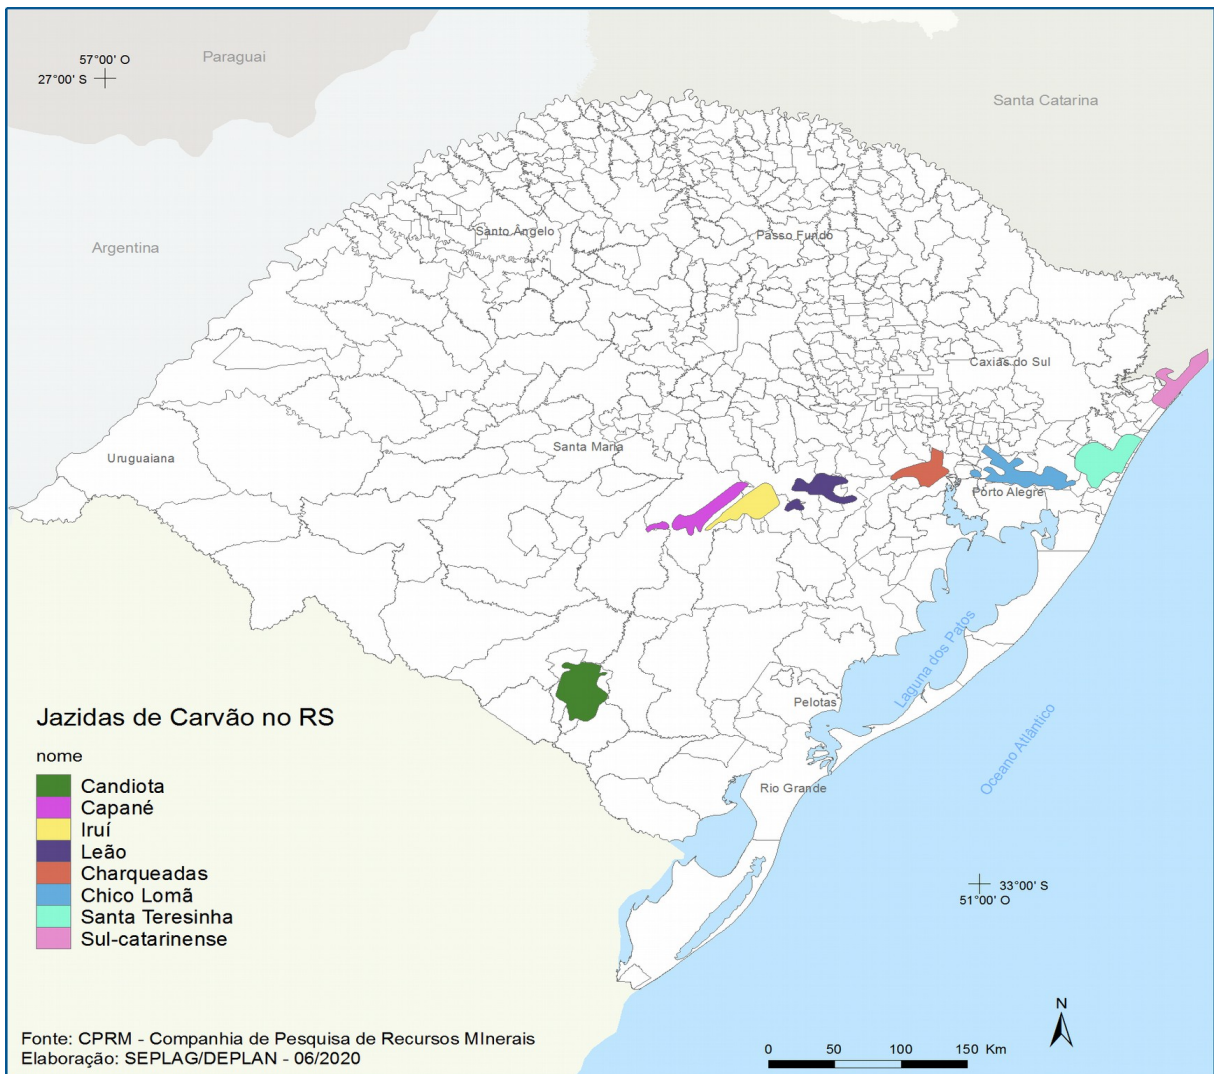 57°00' O
27°00' S
Paraguai
Santa Catarina
Argentina
Santo Ângelo
Passo Fundo
Caxias do Sul
Santa Maria
Uruguaiana
Porto Alegre
Laguna dos Patos
Pelotas
Oceano Atlântico
Rio Grande
Jazidas de Carvão no RS
nome
Candiota
Capané
Iruí
Leão
Charqueadas
Chico Lomã
Santa Teresinha
Sul-catarinense
33°00' S
51°00' O
N
0 50 100 150 Km
Fonte: CPRM - Companhia de Pesquisa de Recursos MInerais
Elaboração: SEPLAG/DEPLAN - 06/2020